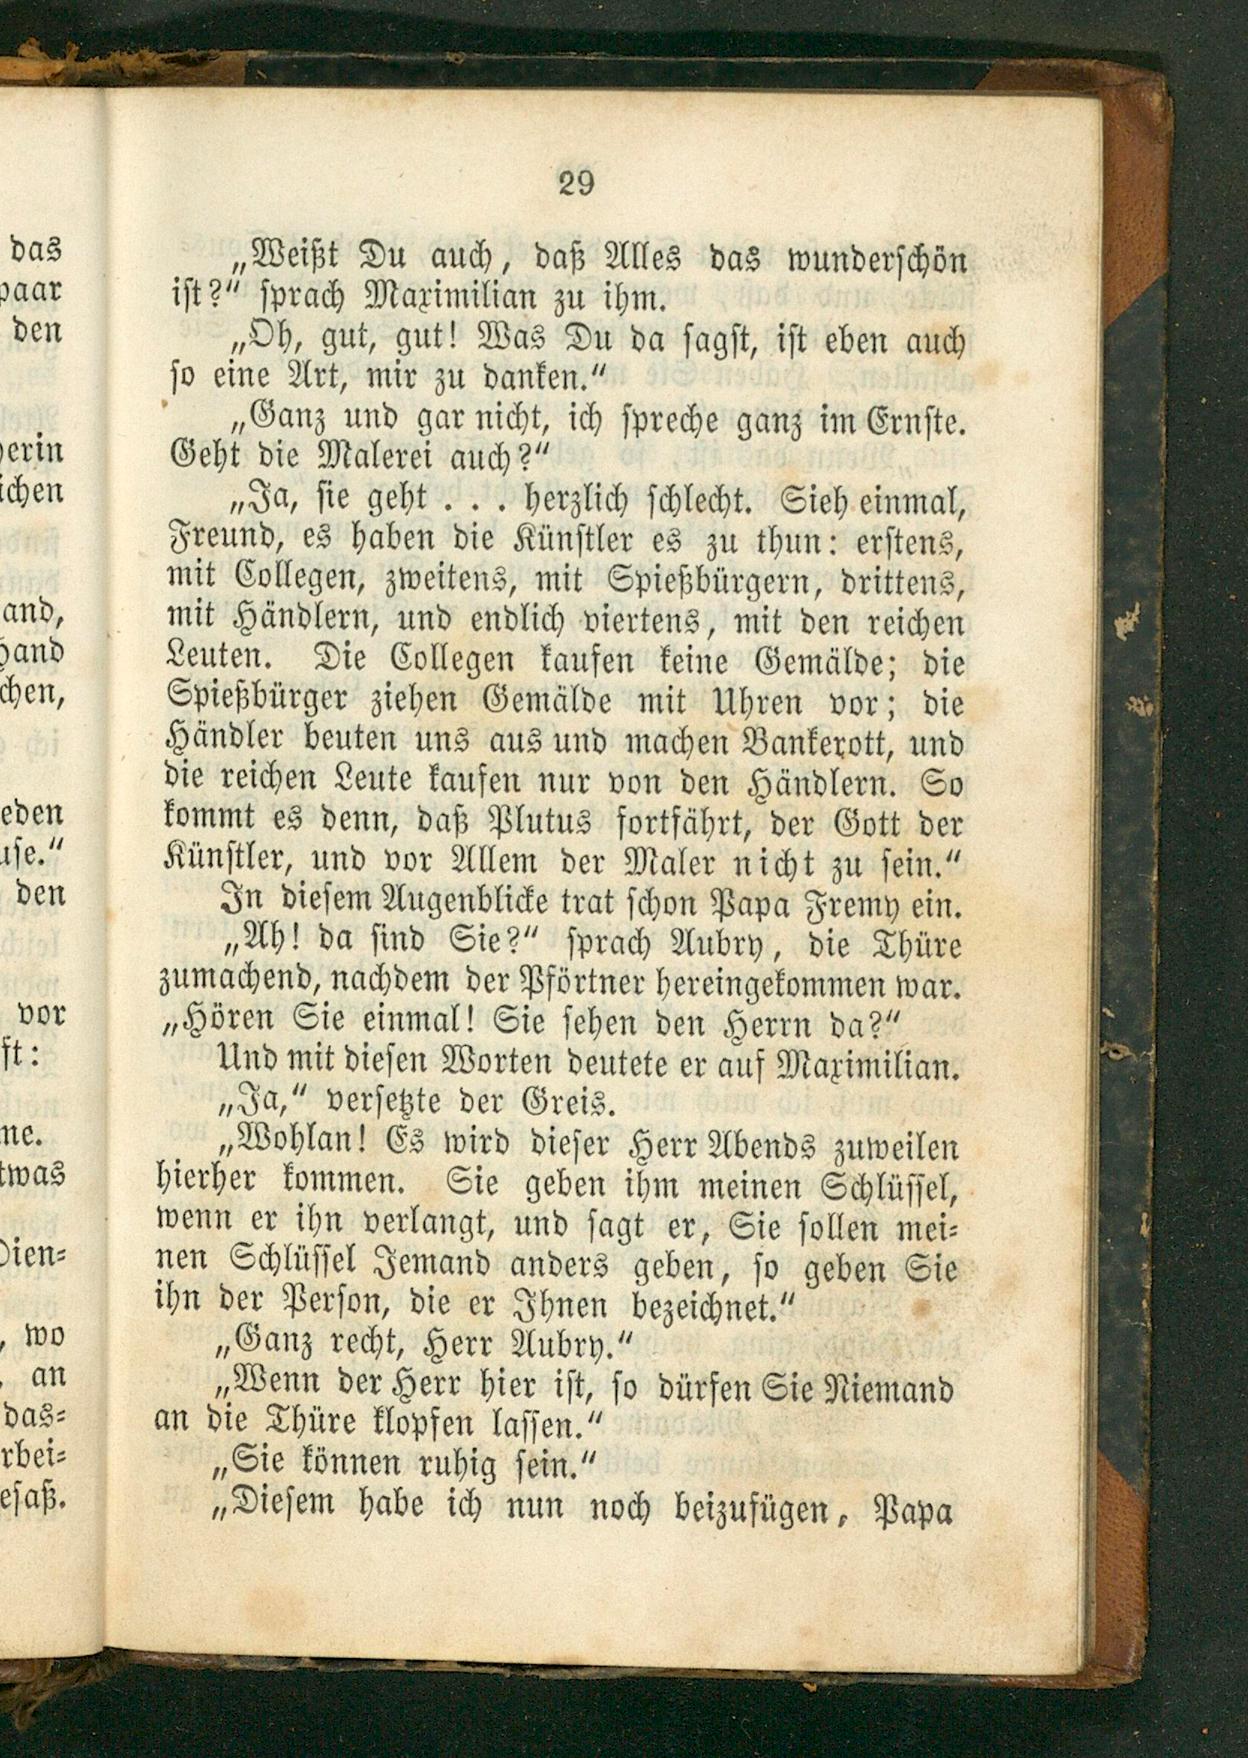 29
„Weißt Du auch, daß Alles das wunderschön
ist?“ sprach Maximilian zu ihm.
„Oh, gut, gut! Was Du da sagst, ist eben auch
so eine Art, mir zu danken.“
„Ganz und gar nicht, ich spreche ganz im Ernste.
Geht die Malerei auch?“
„Ja, sie geht . . . herzlich schlecht. Sieh einmal,
Freund, es haben die Künstler es zu thun: erstens,
mit Collegen, zweitens, mit Spießbürgern, drittens,
mit Händlern, und endlich viertens, mit den reichen
Leuten. Die Collegen kaufen keine Gemälde; die
Spießbürger ziehen Gemälde mit Uhren vor; die
Händler beuten uns aus und machen Bankerott, und
die reichen Leute kaufen nur von den Händlern. So
kommt es denn, daß Plutus fortfährt, der Gott der
Künstler, und vor Allem der Maler nicht zu sein.“
In diesem Augenblicke trat schon Papa Fremy ein.
„Ah! da sind Sie?“ sprach Aubry, die Thüre
zumachend, nachdem der Pförtner hereingekommen war.
„Hören Sie einmal! Sie sehen den Herrn da?“
Und mit diesen Worten deutete er auf Maximilian.
„Ja,“ versetzte der Greis.
„Wohlan! Es wird dieser Herr Abends zuweilen
hierher kommen. Sie geben ihm meinen Schlüssel,
wenn er ihn verlangt, und sagt er, Sie sollen mei-
nen Schlüssel Jemand anders geben, so geben Sie
ihn der Person, die er Ihnen bezeichnet.“
„Ganz recht, Herr Aubry.“
„Wenn der Herr hier ist, so dürfen Sie Niemand
an die Thüre klopfen lassen.“
„Sie können ruhig sein.“
„Diesem habe ich nun noch beizufügen, Papa